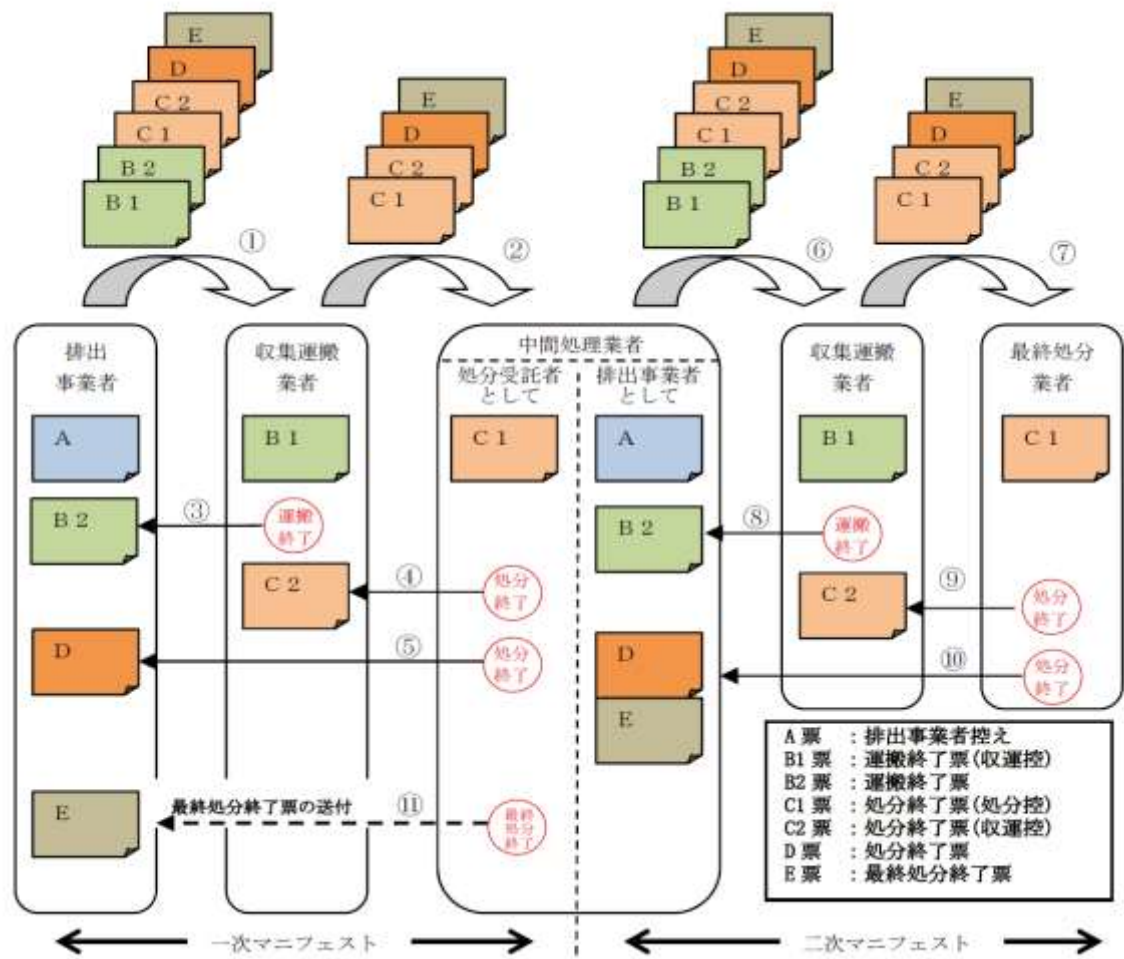 E
D
C 2
C 1
B 2
B 1
①
E
D
C 2
C 1
②
E
D
C 2
C 1
B 2
B 1
⑥
E
D
C 2
C 1
⑦
排出
事業者
収集運搬
業者
中間処理業者
処分受託者
として
排出事業者
として
収集運搬
業者
最終処分
業者
A
B 1
C 1
A
B 1
C 1
B 2
③
運搬
終了
B 2
⑧
運搬
終了
C 2
④
処分
終了
C 2
⑨
処分
終了
D
⑤
処分
終了
D
⑩
処分
終了
E
E
最終処分終了票の送付
⑪
最終
処分
終了
A 票 ：排出事業者控え
B1 票 ：運搬終了票(収運控)
B2 票 ：運搬終了票
C1 票 ：処分終了票(処分控)
C2 票 ：処分終了票(収運控)
D 票 ：処分終了票
E 票 ：最終処分終了票
一次マニフェスト
二次マニフェスト